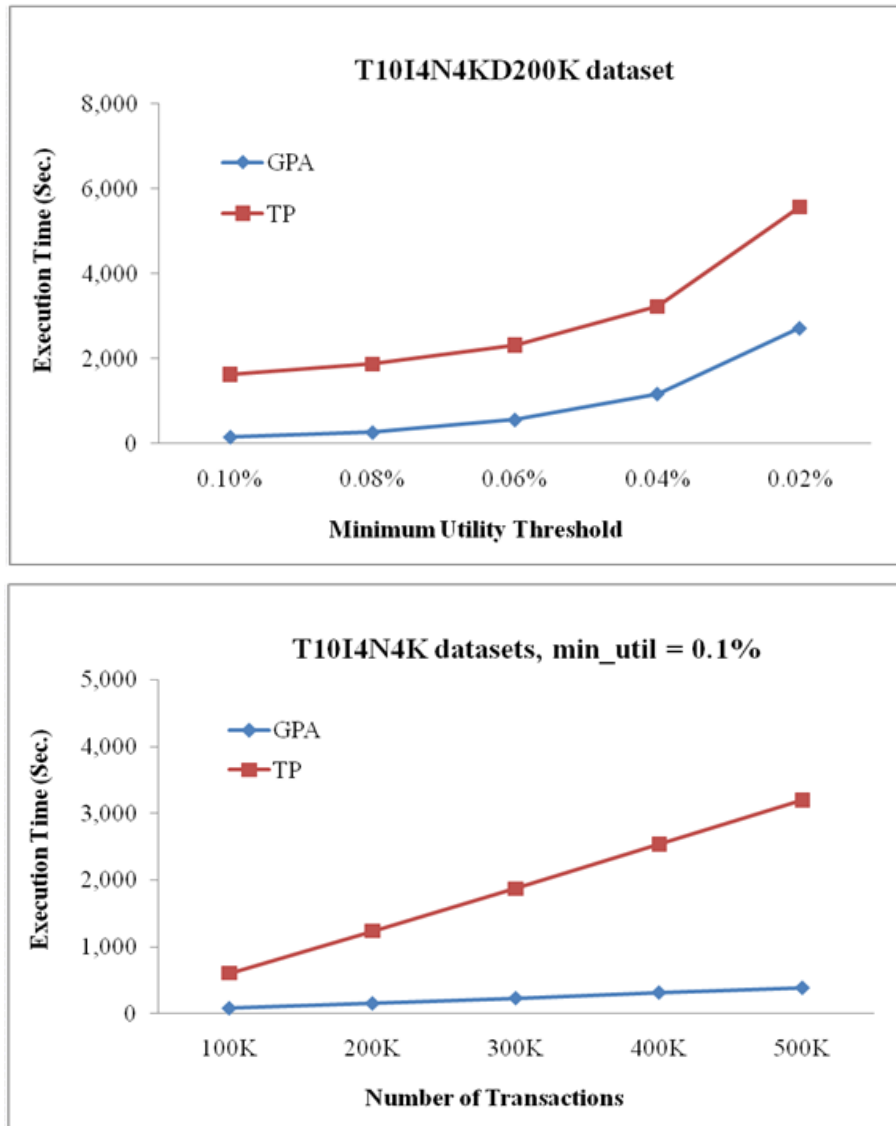 T10I4N4KD200K dataset
8,000
6,000
4,000
2,000
0
Execution Time (Sec.)
GPA
TP
0.10% 0.08% 0.06% 0.04% 0.02%
Minimum Utility Threshold
T10I4N4K datasets, min_util = 0.1%
5,000
4,000
3,000
2,000
1,000
0
Execution Time (Sec.)
GPA
TP
100K 200K 300K 400K 500K
Number of Transactions